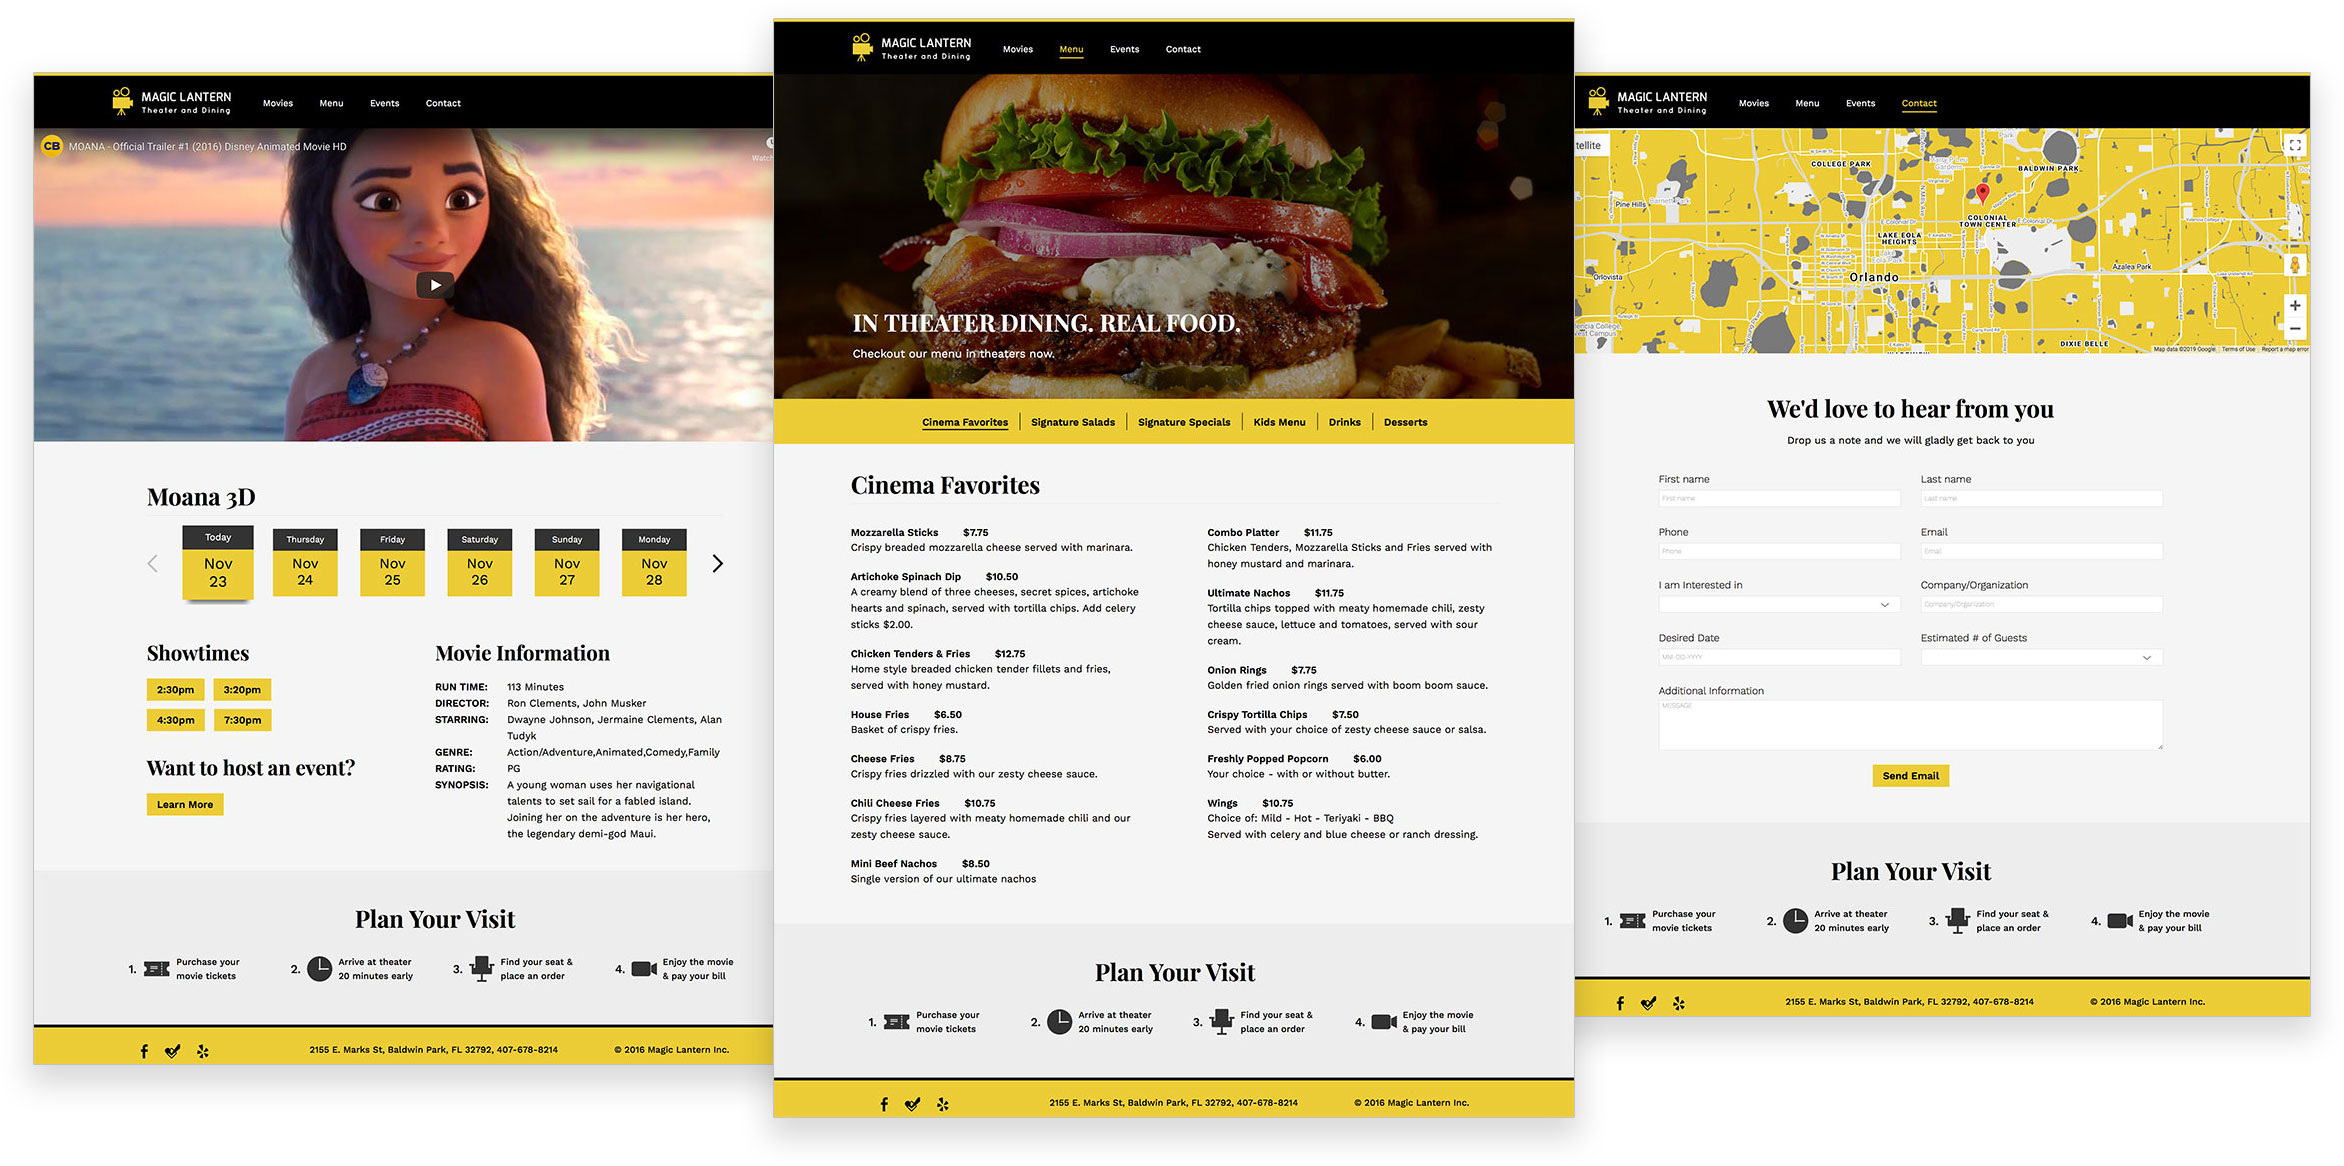 MAGIC LANTERN
Theater and Dining
Movies
Menu
Events
Contact
CB
MOANA - Official Trailer #1 (2016) Disney Animated Movie HD
Watch
Moana 3D
Today
Nov
23
Thursday
Nov
24
Friday
Nov
25
Saturday
Nov
26
Sunday
Nov
27
Monday
Nov
28
Showtimes
2:30pm
3:20pm
4:30pm
7:30pm
Want to host an event?
Learn More
Movie Information
RUN TIME: 113 Minutes
DIRECTOR: Ron Clements, John Musker
STARRING: Dwayne Johnson, Jermaine Clements, Alan
Tudyk
GENRE: Action/Adventure,Animated,Comedy,Family
RATING: PG
SYNOPSIS: A young woman uses her navigational
talents to set sail for a fabled island.
Joining her on the adventure is her hero,
the legendary demi-god Maui.
Plan Your Visit
1. Purchase your
movie tickets
2. Arrive at theater
20 minutes early
3. Find your seat &
place an order
4. Enjoy the movie
& pay your bill
2155 E. Marks St, Baldwin Park, FL 32792, 407-678-8214
© 2016 Magic Lantern Inc.
MAGIC LANTERN
Theater and Dining
Movies
Menu
Events
Contact
IN THEATER DINING. REAL FOOD.
Checkout our menu in theaters now.
Cinema Favorites
Signature Salads
Signature Specials
Kids Menu
Drinks
Desserts
Cinema Favorites
Mozzarella Sticks $7.75
Crispy breaded mozzarella cheese served with marinara.
Artichoke Spinach Dip $10.50
A creamy blend of three cheeses, secret spices, artichoke
hearts and spinach, served with tortilla chips. Add celery
sticks $2.00.
Chicken Tenders & Fries $12.75
Home style breaded chicken tender fillets and fries,
served with honey mustard.
House Fries $6.50
Basket of crispy fries.
Cheese Fries $8.75
Crispy fries drizzled with our zesty cheese sauce.
Chili Cheese Fries $10.75
Crispy fries layered with meaty homemade chili and our
zesty cheese sauce.
Mini Beef Nachos $8.50
Single version of our ultimate nachos
Combo Platter $11.75
Chicken Tenders, Mozzarella Sticks and Fries served with
honey mustard and marinara.
Ultimate Nachos $11.75
Tortilla chips topped with meaty homemade chili, zesty
cheese sauce, lettuce and tomatoes, served with sour
cream.
Onion Rings $7.75
Golden fried onion rings served with boom boom sauce.
Crispy Tortilla Chips $7.50
Served with your choice of zesty cheese sauce or salsa.
Freshly Popped Popcorn $6.00
Your choice - with or without butter.
Wings $10.75
Choice of: Mild - Hot - Teriyaki - BBQ
Served with celery and blue cheese or ranch dressing.
Plan Your Visit
1. Purchase your
movie tickets
2. Arrive at theater
20 minutes early
3. Find your seat &
place an order
4. Enjoy the movie
& pay your bill
2155 E. Marks St, Baldwin Park, FL 32792, 407-678-8214
© 2016 Magic Lantern Inc.
MAGIC LANTERN
Theater and Dining
Movies
Menu
Events
Contact
tellite
COLLEGE PARK
BALDWIN PARK
Pine Hills
COLONIAL
TOWN CENTER
E Colonial Dr
E Colonial Dr
LAKE EOLA
HEIGHTS
Orlovista
Orlando
Azalea Park
DIXIE BELLE
Map data ©2019 Google
Terms of Use
Report a map error
We'd love to hear from you
Drop us a note and we will gladly get back to you
First name
First name
Last name
Last name
Phone
Phone
Email
Email
I am Interested in
Company/Organization
Company/Organization
Desired Date
MM-DD-YYYY
Estimated # of Guests
Additional Information
MESSAGE
Send Email
Plan Your Visit
1. Purchase your
movie tickets
2. Arrive at theater
20 minutes early
3. Find your seat &
place an order
4. Enjoy the movie
& pay your bill
2155 E. Marks St, Baldwin Park, FL 32792, 407-678-8214
© 2016 Magic Lantern Inc.